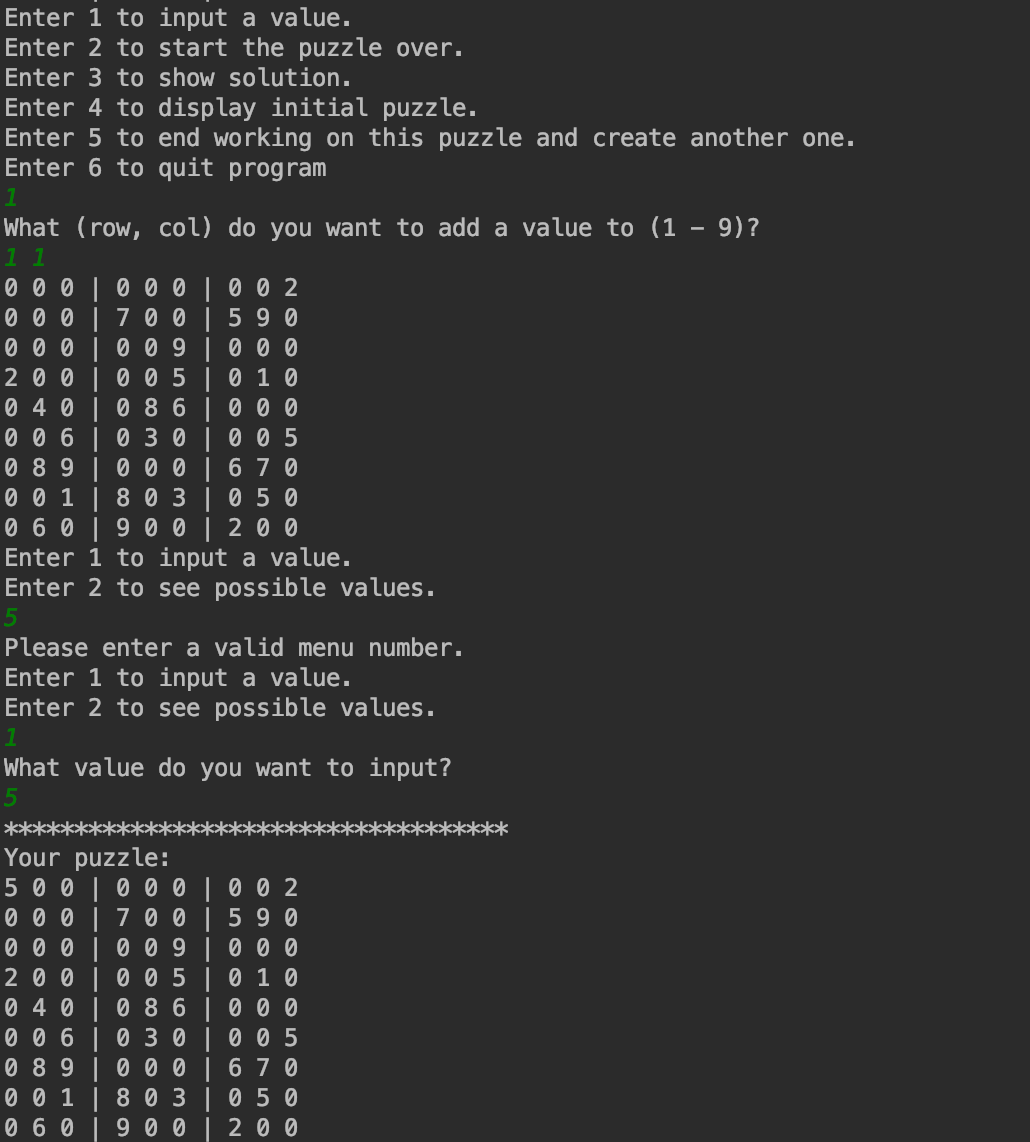 Enter 1 to input a value.
Enter 2 to start the puzzle over.
Enter 3 to show solution.
Enter 4 to display initial puzzle.
Enter 5 to end working on this puzzle and create another one.
Enter 6 to quit program
1
What (row, col) do you want to add a value to (1 - 9)?
1 1
0 0 0 | 0 0 0 | 0 0 2
0 0 0 | 7 0 0 | 5 9 0
0 0 0 | 0 0 9 | 0 0 0
2 0 0 | 0 0 5 | 0 1 0
0 4 0 | 0 8 6 | 0 0 0
0 0 6 | 0 3 0 | 0 0 5
0 8 9 | 0 0 0 | 6 7 0
0 0 1 | 8 0 3 | 0 5 0
0 6 0 | 9 0 0 | 2 0 0
Enter 1 to input a value.
Enter 2 to see possible values.
5
Please enter a valid menu number.
Enter 1 to input a value.
Enter 2 to see possible values.
1
What value do you want to input?
5
************************************
Your puzzle:
5 0 0 | 0 0 0 | 0 0 2
0 0 0 | 7 0 0 | 5 9 0
0 0 0 | 0 0 9 | 0 0 0
2 0 0 | 0 0 5 | 0 1 0
0 4 0 | 0 8 6 | 0 0 0
0 0 6 | 0 3 0 | 0 0 5
0 8 9 | 0 0 0 | 6 7 0
0 0 1 | 8 0 3 | 0 5 0
0 6 0 | 9 0 0 | 2 0 0